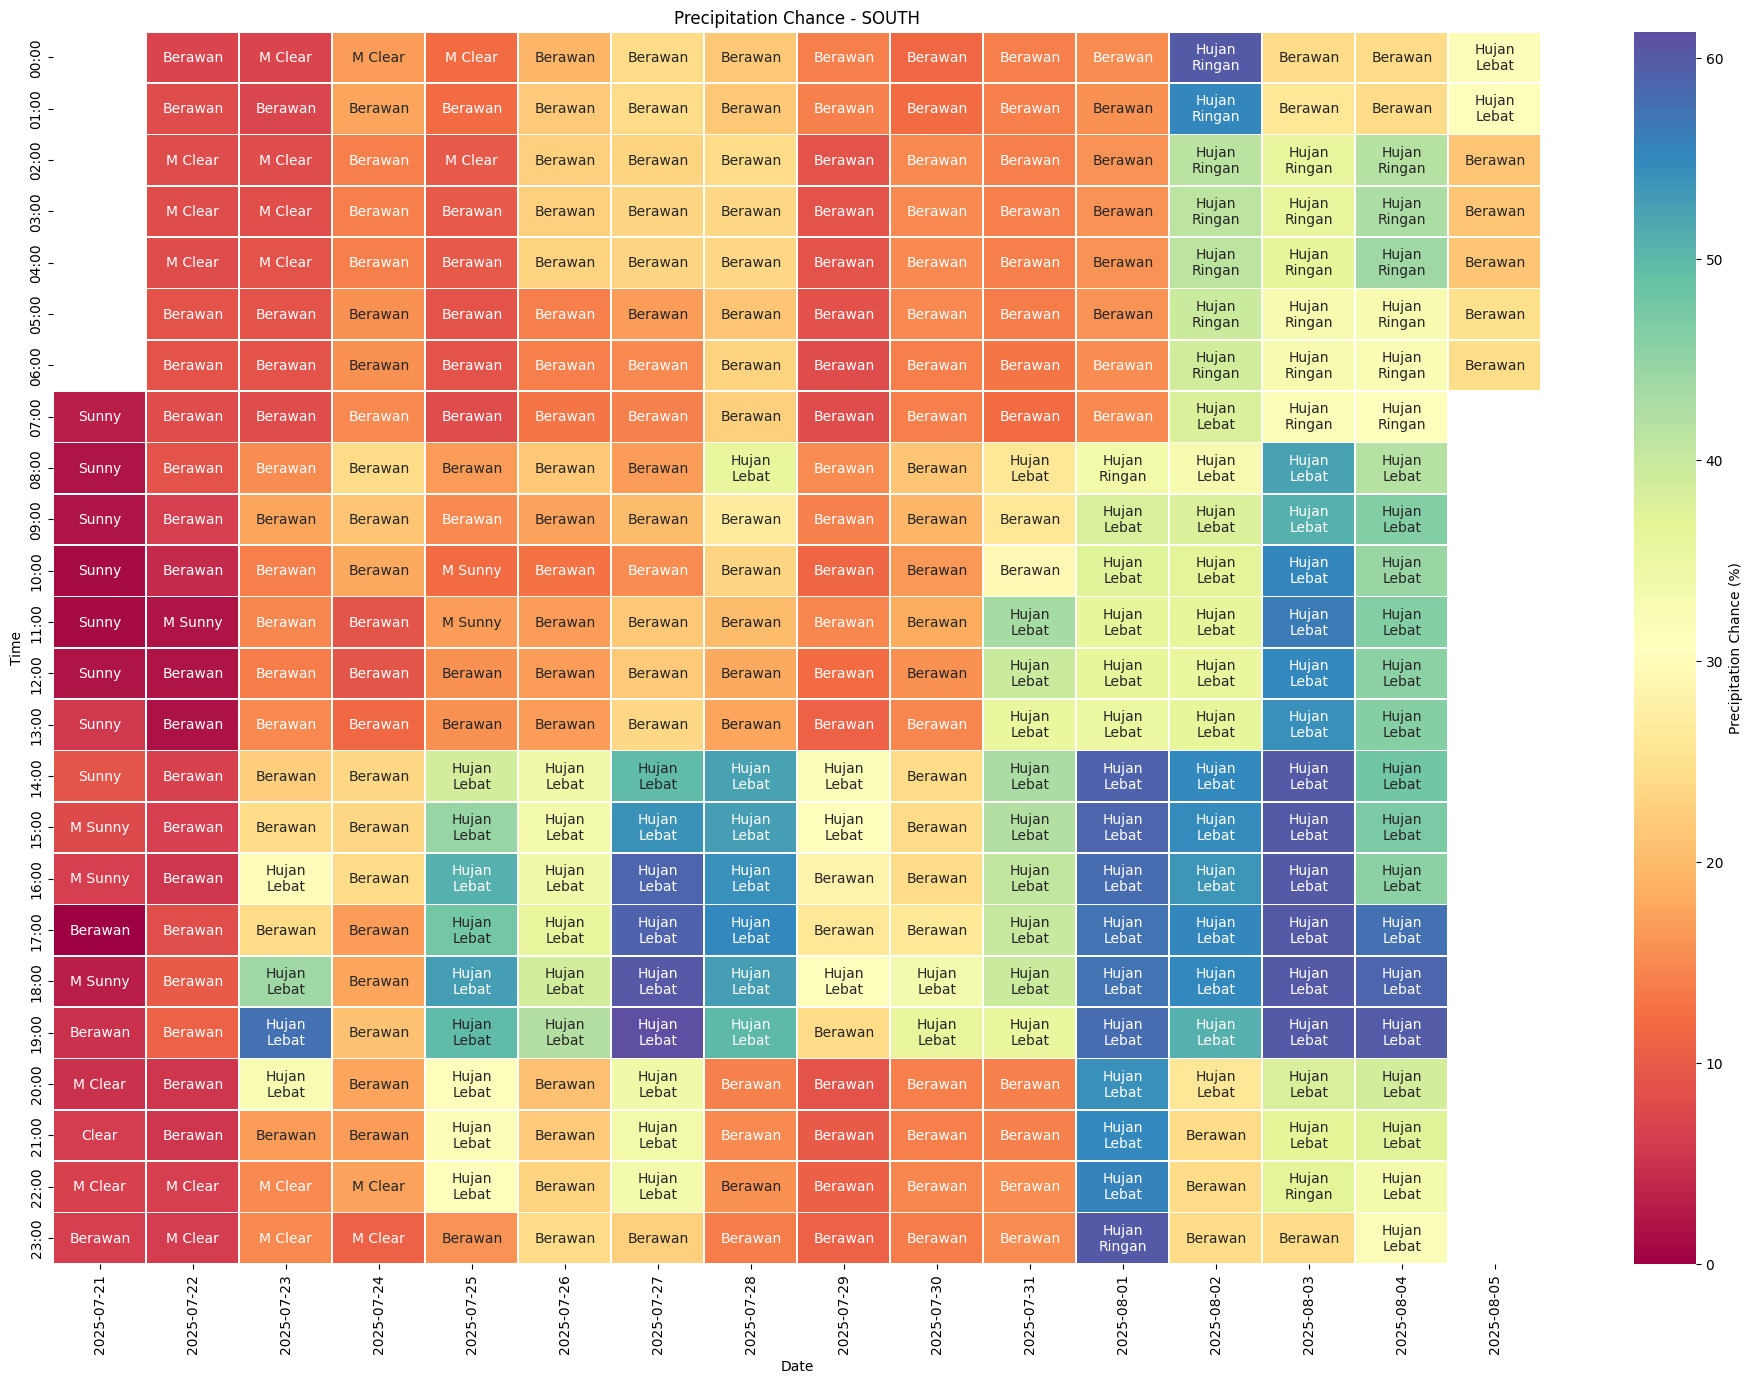 Precipitation Chance - SOUTH
00:00 Berawan M Clear M Clear M Clear Berawan Berawan Berawan Berawan Berawan Berawan Berawan Hujan Ringan Berawan Berawan Hujan Lebat
01:00 Berawan Berawan Berawan Berawan Berawan Berawan Berawan Berawan Berawan Berawan Berawan Hujan Ringan Berawan Berawan Hujan Lebat
02:00 M Clear M Clear Berawan M Clear Berawan Berawan Berawan Berawan Berawan Berawan Berawan Hujan Ringan Hujan Ringan Hujan Ringan Berawan
03:00 M Clear M Clear Berawan Berawan Berawan Berawan Berawan Berawan Berawan Berawan Berawan Hujan Ringan Hujan Ringan Hujan Ringan Berawan
04:00 M Clear M Clear Berawan Berawan Berawan Berawan Berawan Berawan Berawan Berawan Berawan Hujan Ringan Hujan Ringan Hujan Ringan Berawan
05:00 Berawan Berawan Berawan Berawan Berawan Berawan Berawan Berawan Berawan Berawan Berawan Hujan Ringan Hujan Ringan Hujan Ringan Berawan
06:00 Berawan Berawan Berawan Berawan Berawan Berawan Berawan Berawan Berawan Berawan Berawan Hujan Ringan Hujan Ringan Hujan Ringan Berawan
07:00 Sunny Berawan Berawan Berawan Berawan Berawan Berawan Berawan Berawan Berawan Berawan Berawan Hujan Lebat Hujan Ringan Hujan Ringan
08:00 Sunny Berawan Berawan Berawan Berawan Berawan Berawan Hujan Lebat Berawan Berawan Hujan Lebat Hujan Ringan Hujan Lebat Hujan Lebat Hujan Lebat
09:00 Sunny Berawan Berawan Berawan Berawan Berawan Berawan Berawan Berawan Berawan Berawan Hujan Lebat Hujan Lebat Hujan Lebat Hujan Lebat
10:00 Sunny Berawan Berawan Berawan M Sunny Berawan Berawan Berawan Berawan Berawan Berawan Hujan Lebat Hujan Lebat Hujan Lebat Hujan Lebat
11:00 Sunny M Sunny Berawan Berawan M Sunny Berawan Berawan Berawan Berawan Berawan Hujan Lebat Hujan Lebat Hujan Lebat Hujan Lebat Hujan Lebat
12:00 Sunny Berawan Berawan Berawan Berawan Berawan Berawan Berawan Berawan Berawan Hujan Lebat Hujan Lebat Hujan Lebat Hujan Lebat Hujan Lebat
13:00 Sunny Berawan Berawan Berawan Berawan Berawan Berawan Berawan Berawan Berawan Hujan Lebat Hujan Lebat Hujan Lebat Hujan Lebat Hujan Lebat
14:00 Sunny Berawan Berawan Berawan Hujan Lebat Hujan Lebat Hujan Lebat Hujan Lebat Hujan Lebat Berawan Hujan Lebat Hujan Lebat Hujan Lebat Hujan Lebat Hujan Lebat
15:00 M Sunny Berawan Berawan Berawan Hujan Lebat Hujan Lebat Hujan Lebat Hujan Lebat Hujan Lebat Berawan Hujan Lebat Hujan Lebat Hujan Lebat Hujan Lebat Hujan Lebat
16:00 M Sunny Berawan Hujan Lebat Berawan Hujan Lebat Hujan Lebat Hujan Lebat Hujan Lebat Berawan Berawan Hujan Lebat Hujan Lebat Hujan Lebat Hujan Lebat Hujan Lebat
17:00 Berawan Berawan Berawan Berawan Hujan Lebat Hujan Lebat Hujan Lebat Hujan Lebat Berawan Berawan Hujan Lebat Hujan Lebat Hujan Lebat Hujan Lebat Hujan Lebat
18:00 M Sunny Berawan Hujan Lebat Berawan Hujan Lebat Hujan Lebat Hujan Lebat Hujan Lebat Hujan Lebat Hujan Lebat Hujan Lebat Hujan Lebat Hujan Lebat Hujan Lebat Hujan Lebat
19:00 Berawan Berawan Hujan Lebat Berawan Hujan Lebat Hujan Lebat Hujan Lebat Hujan Lebat Berawan Hujan Lebat Hujan Lebat Hujan Lebat Hujan Lebat Hujan Lebat Hujan Lebat
20:00 M Clear Berawan Hujan Lebat Berawan Hujan Lebat Berawan Hujan Lebat Berawan Berawan Berawan Berawan Hujan Lebat Hujan Lebat Hujan Lebat Hujan Lebat
21:00 Clear Berawan Berawan Berawan Hujan Lebat Berawan Hujan Lebat Berawan Berawan Berawan Berawan Hujan Lebat Berawan Hujan Lebat Hujan Lebat
22:00 M Clear M Clear M Clear M Clear Hujan Lebat Berawan Hujan Lebat Berawan Berawan Berawan Berawan Hujan Lebat Berawan Hujan Ringan Hujan Lebat
23:00 Berawan M Clear M Clear M Clear Berawan Berawan Berawan Berawan Berawan Berawan Berawan Hujan Ringan Berawan Berawan Hujan Lebat
Time
2025-07-21 2025-07-22 2025-07-23 2025-07-24 2025-07-25 2025-07-26 2025-07-27 2025-07-28 2025-07-29 2025-07-30 2025-07-31 2025-08-01 2025-08-02 2025-08-03 2025-08-04 2025-08-05
Date
60
50
40
30
20
10
0
Precipitation Chance (%)